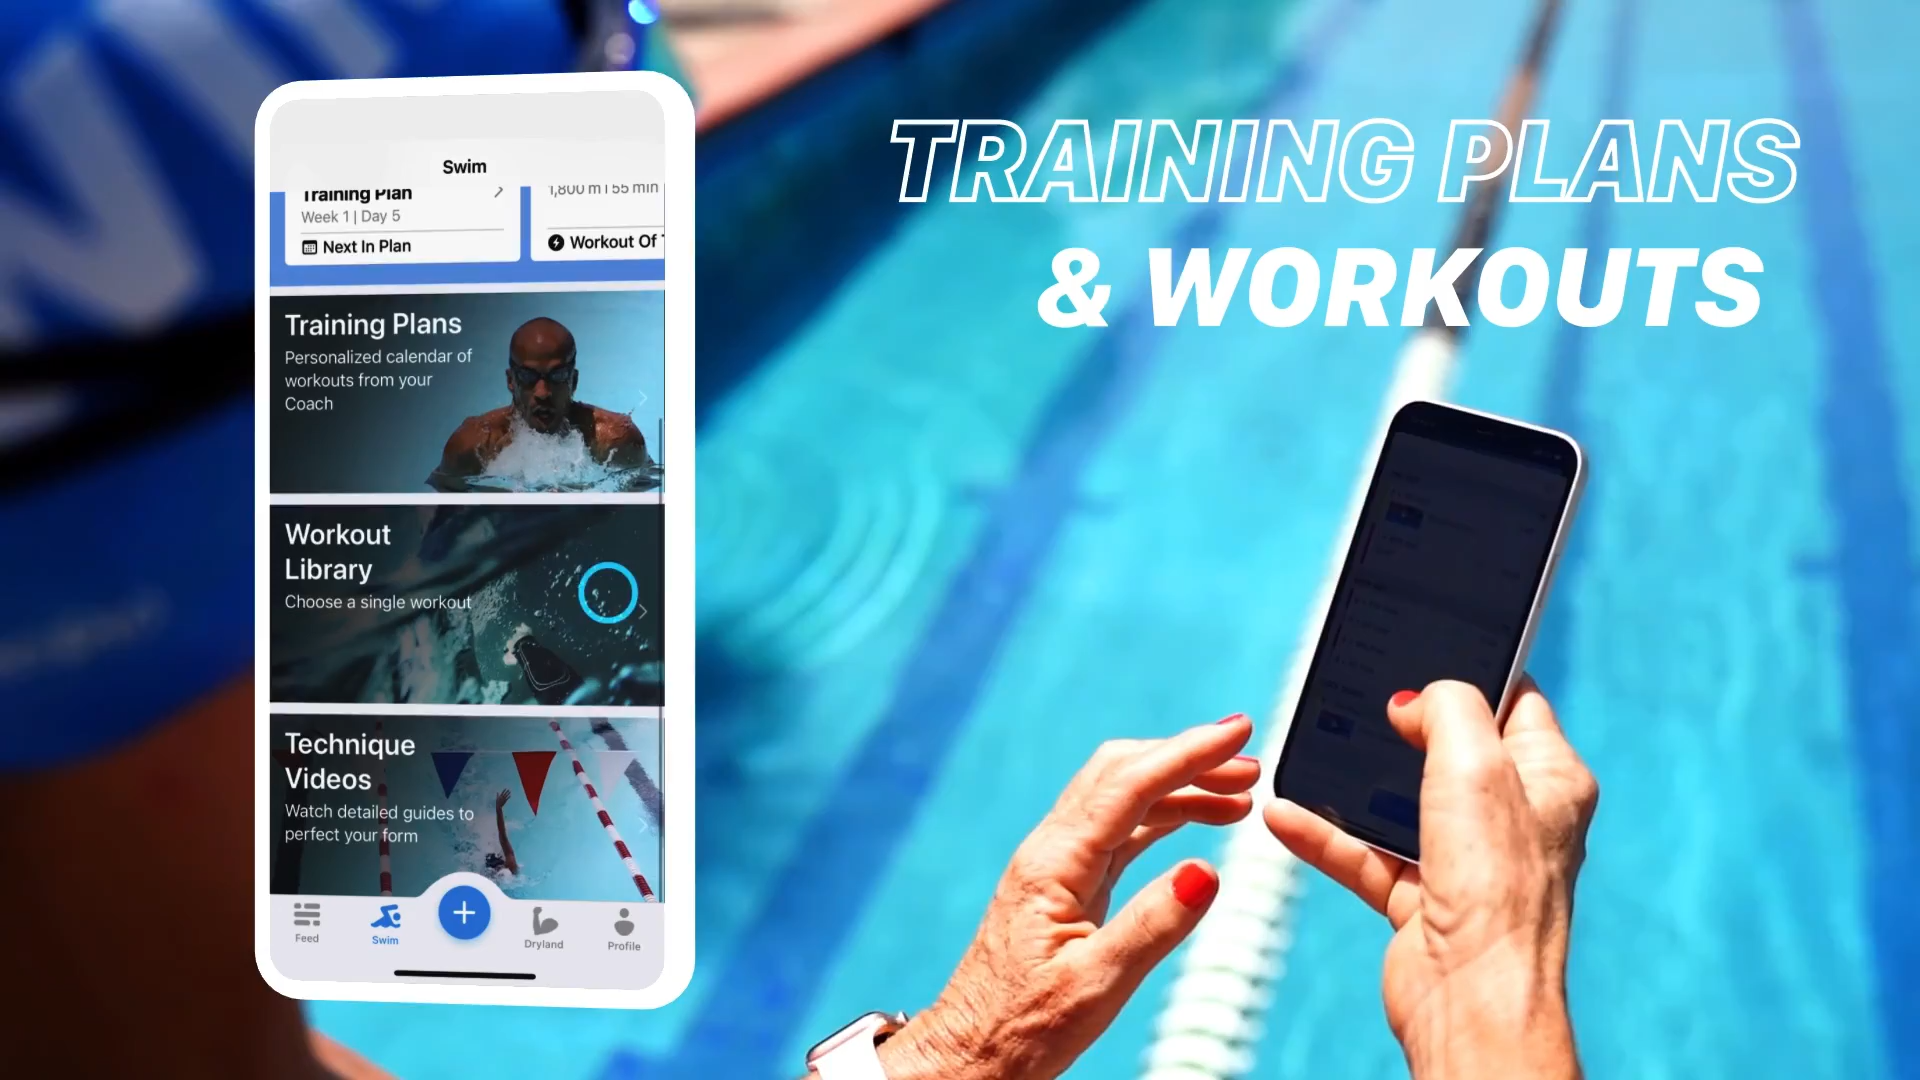 TRAINING PLANS
& WORKOUTS
Swim
Training Plan
Week 1 | Day 5
Next In Plan
1,800 m | 55 min
Workout Of
Training Plans
Personalized calendar of
workouts from your
Coach
Workout
Library
Choose a single workout
Technique
Videos
Watch detailed guides to
perfect your form
Feed
Swim
Dryland
Profile